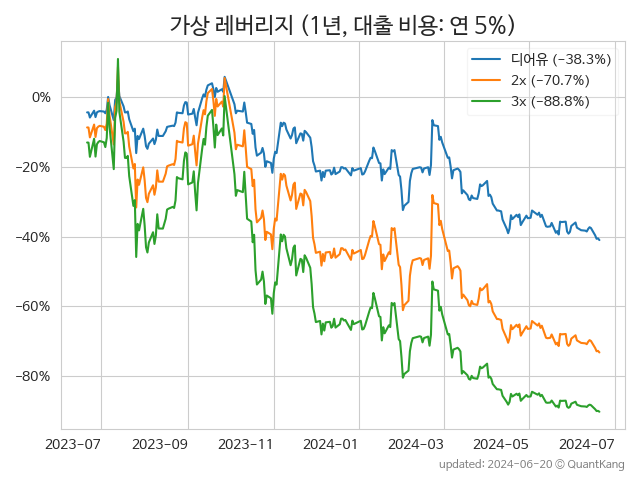 가상 레버리지 (1년, 대출 비용: 연 5%)
디어유 (−38.3%)
2x (−70.7%)
3x (−88.8%)
0%
−20%
−40%
−60%
−80%
2023-07 2023-09 2023-11 2024-01 2024-03 2024-05 2024-07
updated: 2024-06-20 © QuantKang